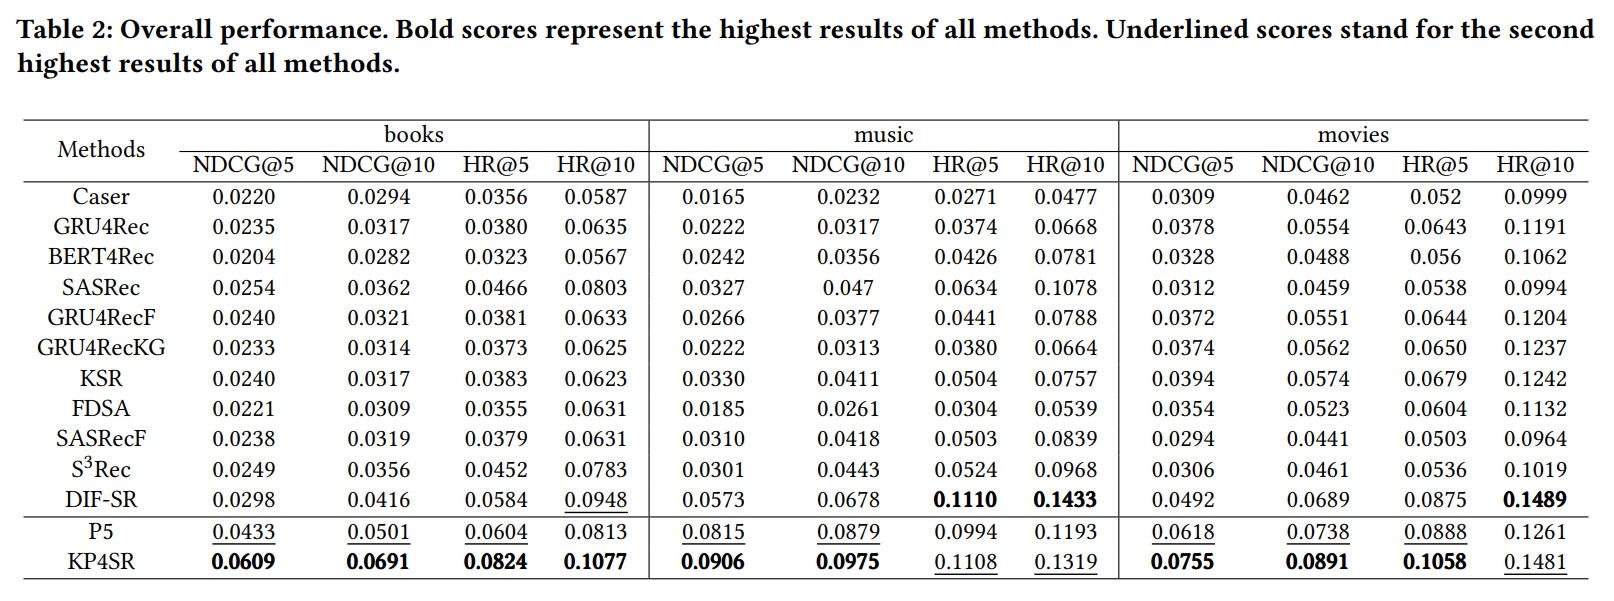 Table 2: Overall performance. Bold scores represent the highest results of all methods. Underlined scores stand for the second
highest results of all methods.
Methods books music movies
NDCG@5 NDCG@10 HR@5 HR@10 NDCG@5 NDCG@10 HR@5 HR@10 NDCG@5 NDCG@10 HR@5 HR@10
Caser 0.0220 0.0294 0.0356 0.0587 0.0165 0.0232 0.0271 0.0477 0.0309 0.0462 0.052 0.0999
GRU4Rec 0.0235 0.0317 0.0380 0.0635 0.0222 0.0317 0.0374 0.0668 0.0378 0.0554 0.0643 0.1191
BERT4Rec 0.0204 0.0282 0.0323 0.0567 0.0242 0.0356 0.0426 0.0781 0.0328 0.0488 0.056 0.1062
SASRec 0.0254 0.0362 0.0466 0.0803 0.0327 0.047 0.0634 0.1078 0.0312 0.0459 0.0538 0.0994
GRU4RecF 0.0240 0.0321 0.0381 0.0633 0.0266 0.0377 0.0441 0.0788 0.0372 0.0551 0.0644 0.1204
GRU4RecKG 0.0233 0.0314 0.0373 0.0625 0.0222 0.0313 0.0380 0.0664 0.0374 0.0562 0.0650 0.1237
KSR 0.0240 0.0317 0.0383 0.0623 0.0330 0.0411 0.0504 0.0757 0.0394 0.0574 0.0679 0.1242
FDSA 0.0221 0.0309 0.0355 0.0631 0.0185 0.0261 0.0304 0.0539 0.0354 0.0523 0.0604 0.1132
SASRecF 0.0238 0.0319 0.0379 0.0631 0.0310 0.0418 0.0503 0.0839 0.0294 0.0441 0.0503 0.0964
S³Rec 0.0249 0.0356 0.0452 0.0783 0.0301 0.0443 0.0524 0.0968 0.0306 0.0461 0.0536 0.1019
DIF-SR 0.0298 0.0416 0.0584 0.0948 0.0573 0.0678 0.1110 0.1433 0.0492 0.0689 0.0875 0.1489
P5 0.0433 0.0501 0.0604 0.0813 0.0815 0.0879 0.0994 0.1193 0.0618 0.0738 0.0888 0.1261
KP4SR 0.0609 0.0691 0.0824 0.1077 0.0906 0.0975 0.1108 0.1319 0.0755 0.0891 0.1058 0.1481